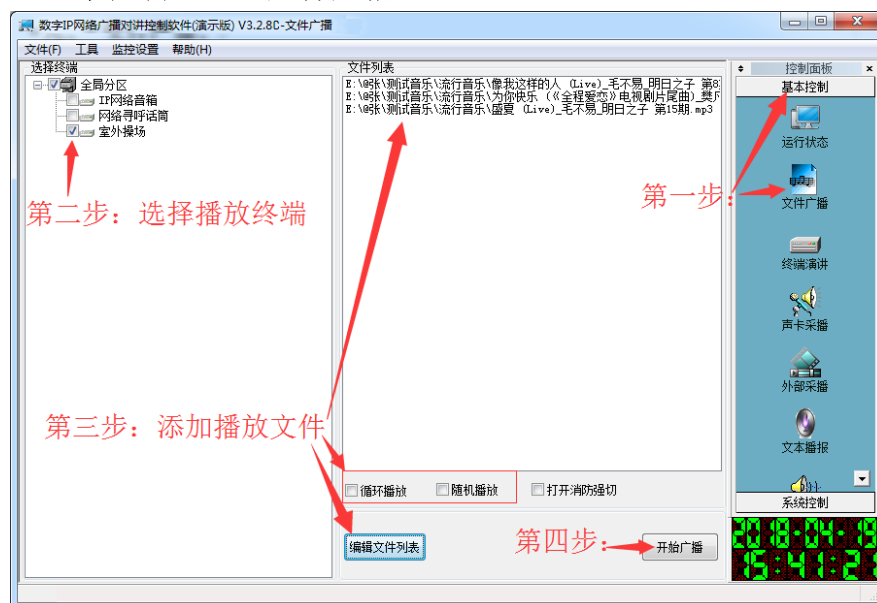 数字IP网络广播对讲控制软件(演示版) V3.2.8C-文件广播
文件(F) 工具 监控设置 帮助(H)
选择终端
全局分区
IP网络音箱
网络寻呼话筒
室外操场
第二步：选择播放终端
文件列表
E:\@张\测试音乐\流行音乐\像我这样的人 (Live)_毛不易_明日之子 第8
E:\@张\测试音乐\流行音乐\为你快乐 (《全程爱恋》电视剧片尾曲)_樊
E:\@张\测试音乐\流行音乐\盛夏 (Live)_毛不易_明日之子 第15期.mp3
第三步：添加播放文件
循环播放 随机播放 打开消防强切
编辑文件列表
第四步：
开始广播
控制面板
基本控制
第一步：
运行状态
文件广播
终端演讲
声卡采播
外部采播
文本播报
系统控制
2018-04-19
15:41:2